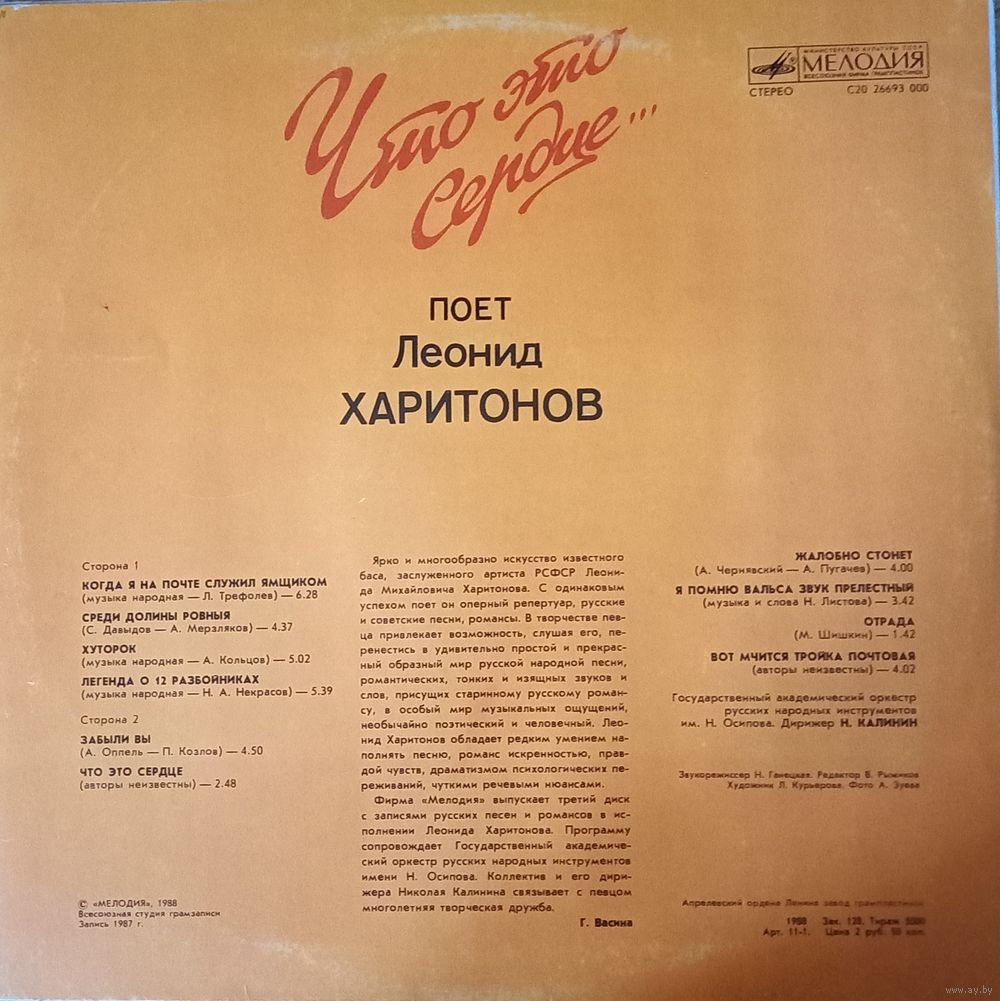 Что это
сердце...
МИНИСТЕРСТВО КУЛЬТУРЫ СССР
МЕЛОДИЯ
ВСЕСОЮЗНАЯ ФИРМА ГРАМПЛАСТИНОК
СТЕРЕО С20 26693 000
ПОЕТ
Леонид
ХАРИТОНОВ
Сторона 1
КОГДА Я НА ПОЧТЕ СЛУЖИЛ ЯМЩИКОМ
(музыка народная — Л. Трефолев) — 6.28
СРЕДИ ДОЛИНЫ РОВНЫЯ
(С. Давыдов — А. Мерзляков) — 4.37
ХУТОРОК
(музыка народная — А. Кольцов) — 5.02
ЛЕГЕНДА О 12 РАЗБОЙНИКАХ
(музыка народная — Н. А. Некрасов) — 5.39
Сторона 2
ЗАБЫЛИ ВЫ
(А. Оппель — П. Козлов) — 4.50
ЧТО ЭТО СЕРДЦЕ
(авторы неизвестны) — 2.48
Ярко и многообразно искусство известного
баса, заслуженного артиста РСФСР Леони-
да Михайловича Харитонова. С одинаковым
успехом поет он оперный репертуар, русские
и советские песни, романсы. В творчестве пев-
ца привлекает возможность, слушая его, пе-
ренестись в удивительно простой и прекрас-
ный образный мир русской народной песни,
романтических, тонких и изящных звуков и
слов, присущих старинному русскому роман-
су, в особый мир музыкальных ощущений,
необычайно поэтический и человечный. Лео-
нид Харитонов обладает редким умением на-
полнять песню, романс искренностью, прав-
дой чувств, драматизмом психологических пе-
реживаний, чуткими речевыми нюансами.
Фирма «Мелодия» выпускает третий диск
с записями русских песен и романсов в ис-
полнении Леонида Харитонова. Программу
сопровождает Государственный академиче-
ский оркестр русских народных инструментов
имени Н. Осипова. Коллектив и его дири-
жера Николая Калинина связывает с певцом
многолетняя творческая дружба.
Г. Васина
ЖАЛОБНО СТОНЕТ
(А. Чернявский — А. Пугачев) — 4.00
Я ПОМНЮ ВАЛЬСА ЗВУК ПРЕЛЕСТНЫЙ
(музыка и слова Н. Листова) — 3.42
ОТРАДА
(М. Шишкин) — 1.42
ВОТ МЧИТСЯ ТРОЙКА ПОЧТОВАЯ
(авторы неизвестны) — 4.02
Государственный академический оркестр
русских народных инструментов
им. Н. Осипова. Дирижер Н. КАЛИНИН
Звукорежиссер Н. Ганецкая. Редактор В. Рыжиков
Художник Л. Курьерова. Фото А. Зуева
© «МЕЛОДИЯ», 1988
Всесоюзная студия грамзаписи
Запись 1987 г.
Апрелевский ордена Ленина завод грампластинок
1988 Зак. 128. Тираж 5000
Арт. 11-1. Цена 2 руб. 50 коп.
www.ay.by